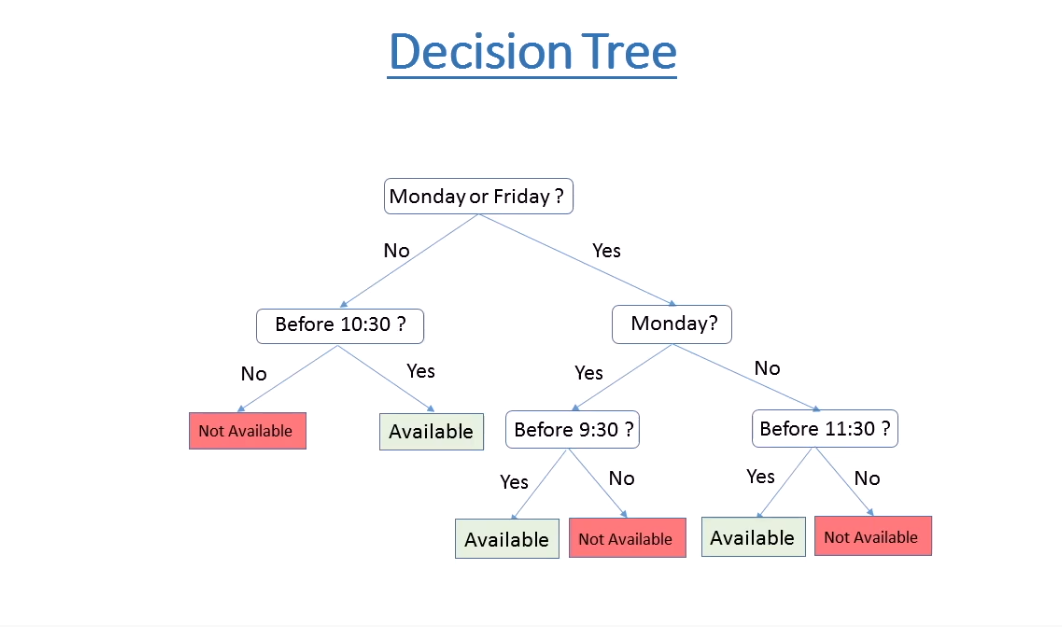 Decision Tree
Monday or Friday ?
No
Yes
Before 10:30 ?
Monday?
No
Yes
Yes
No
Not Available
Available
Before 9:30 ?
Before 11:30 ?
Yes
No
Yes
No
Available
Not Available
Available
Not Available